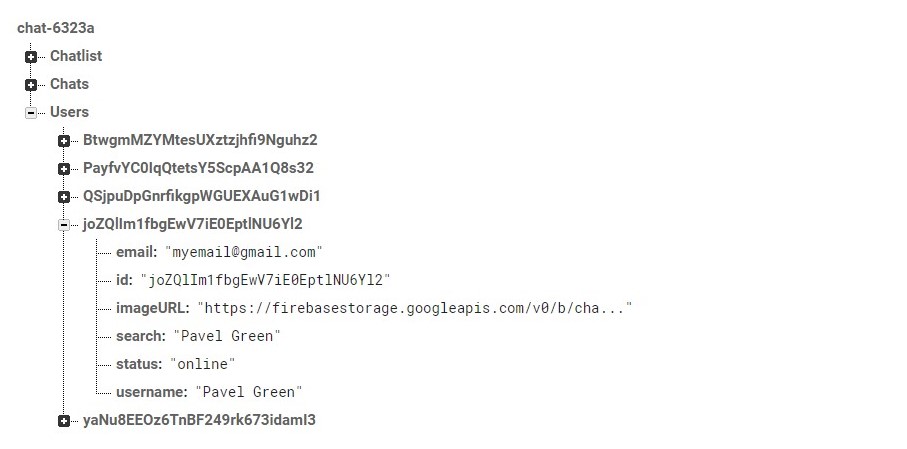 chat-6323a
Chatlist
Chats
Users
BtwgmMZYMtesUXztzjhfi9Nguhz2
PayfvYC0IqQtetsY5ScpAA1Q8s32
QSjpuDpGnrfikgpWGUEXAuG1wDi1
joZQlIm1fbgEwV7iE0EptlNU6Yl2
email: "myemail@gmail.com"
id: "joZQlIm1fbgEwV7iE0EptlNU6Yl2"
imageURL: "https://firebasestorage.googleapis.com/v0/b/cha..."
search: "Pavel Green"
status: "online"
username: "Pavel Green"
yaNu8EEOz6TnBF249rk673idamI3